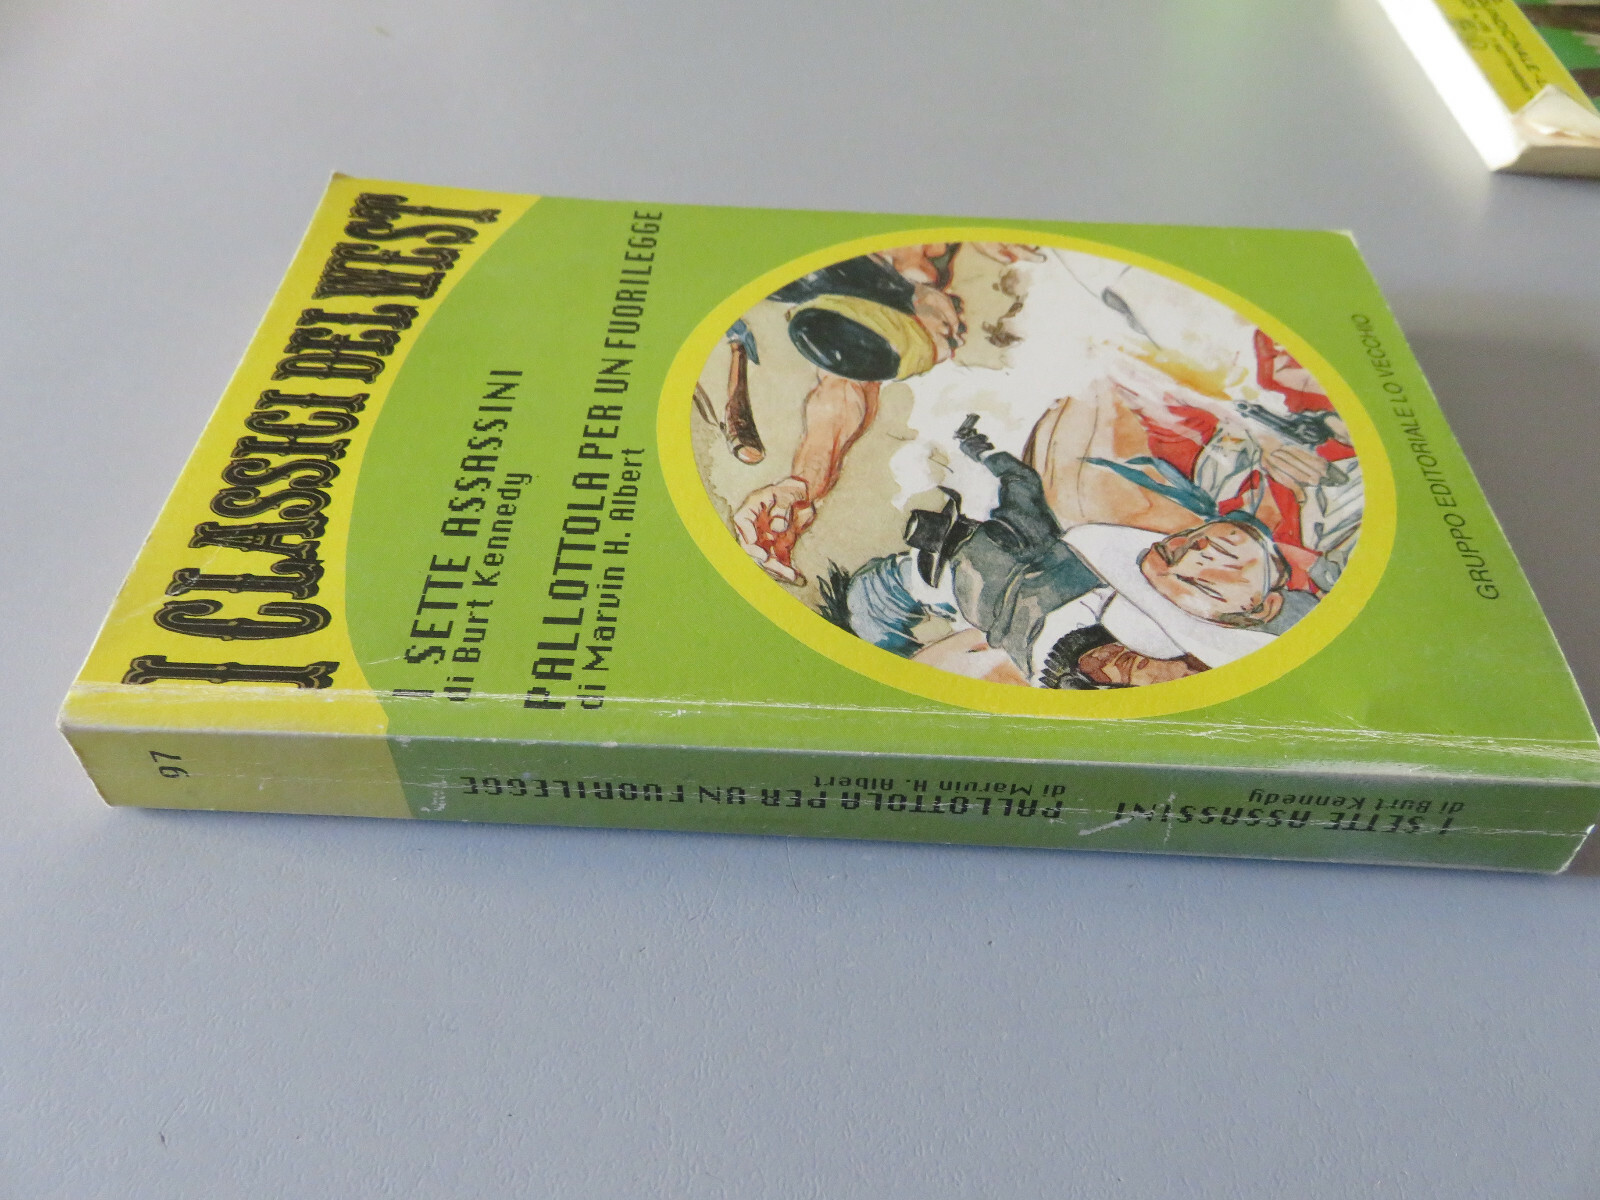 I CLASSICI DEL WEST
I SETTE ASSASSINI
di Burt Kennedy
PALLOTTOLA PER UN FUORILEGGE
di Marvin H. Albert
GRUPPO EDITORIALE LO VECCHIO
97
I SETTE ASSASSINI
di Burt Kennedy
PALLOTTOLA PER UN FUORILEGGE
di Marvin H. Albert